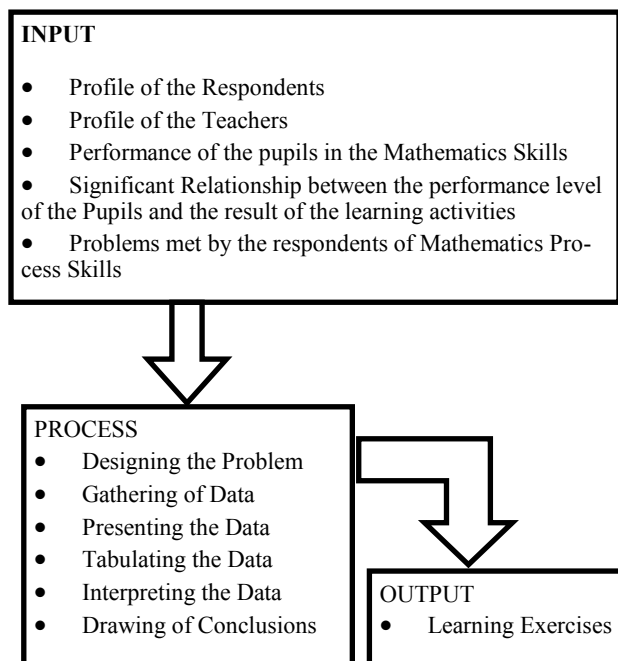 INPUT
• Profile of the Respondents
• Profile of the Teachers
• Performance of the pupils in the Mathematics Skills
• Significant Relationship between the performance level
of the Pupils and the result of the learning activities
• Problems met by the respondents of Mathematics Pro-
cess Skills
PROCESS
• Designing the Problem
• Gathering of Data
• Presenting the Data
• Tabulating the Data
• Interpreting the Data
• Drawing of Conclusions
OUTPUT
• Learning Exercises